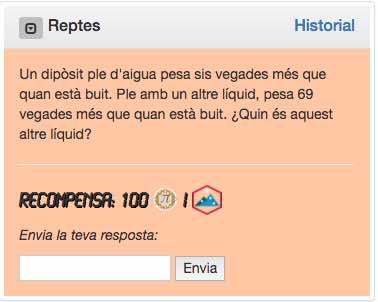 Reptes Historial
Un dipòsit ple d'aigua pesa sis vegades més que
quan està buit. Ple amb un altre líquid, pesa 69
vegades més que quan està buit. ¿Quin és aquest
altre líquid?
RECOMPENSA: 100 π I
Envia la teva resposta:
Envia